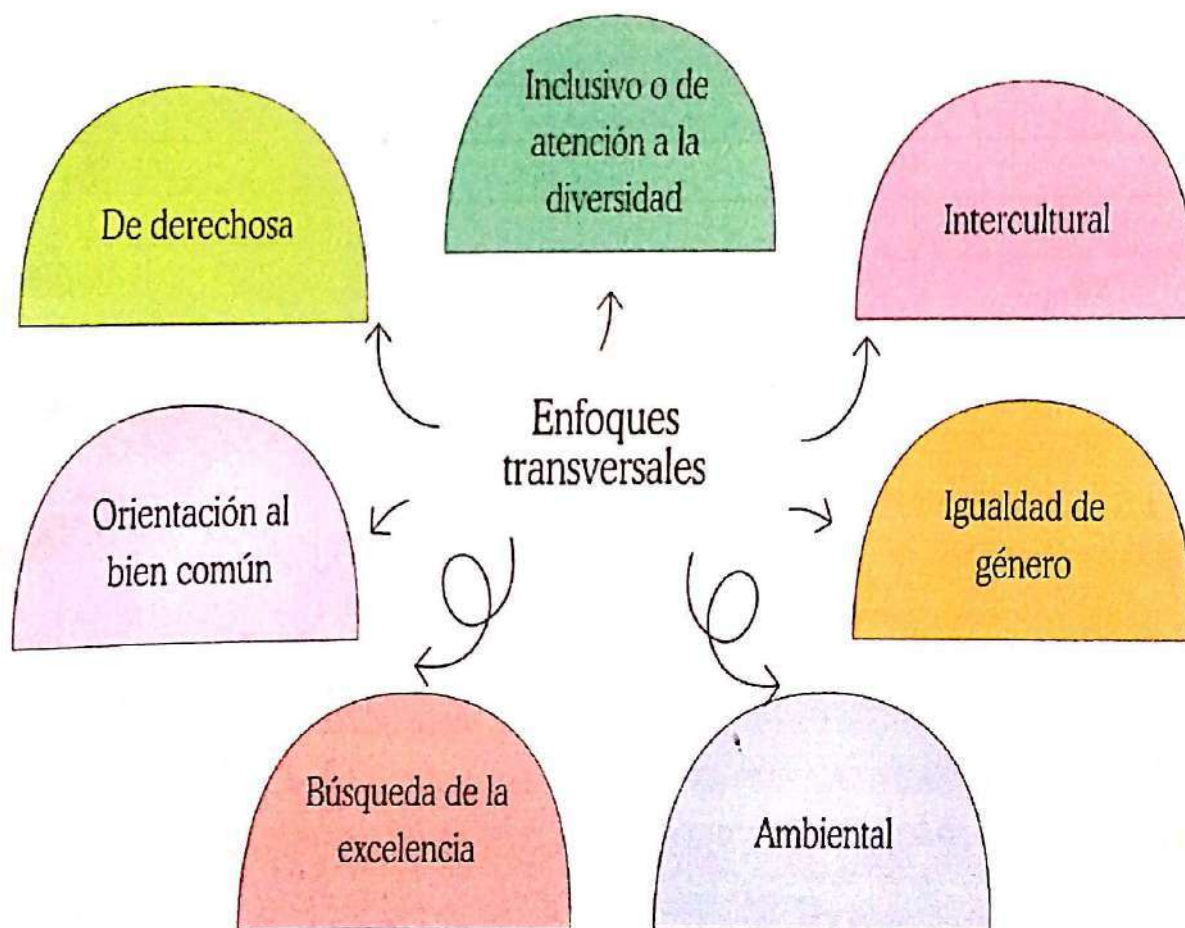 Inclusivo o de
atención a la
diversidad
De derechosa
Intercultural
Enfoques
transversales
Orientación al
bien común
Igualdad de
género
Búsqueda de la
excelencia
Ambiental